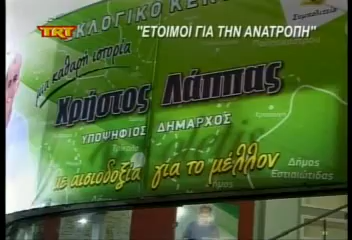 TRT
"ΕΤΟΙΜΟΙ ΓΙΑ ΤΗΝ ΑΝΑΤΡΟΠΗ"
ΚΛΟΓΙΚΟ ΚΕΝ
μια καθαρή ιστορία
Χρήστος Λάππας
ΥΠΟΨΗΦΙΟΣ ΔΗΜΑΡΧΟΣ
με αισιοδοξία για το μέλλον
Δήμος
Εστιαιώτιδας